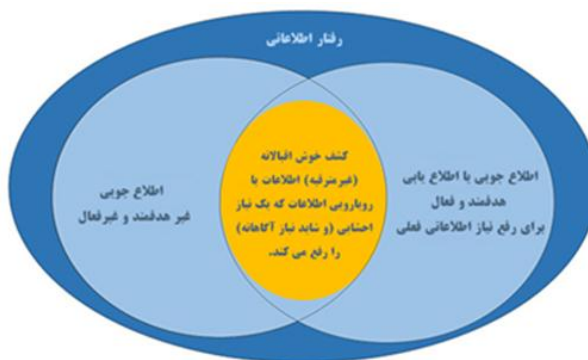 رفتار اطلاعاتی
اطلاع جویی یا اطلاع یابی
هدفمند و فعال
برای رفع نیاز اطلاعاتی فعلی
کشف خوش اقبالانه
(غیرمترقبه) اطلاعات یا
رویارویی اطلاعات که یک نیاز
احشایی (و شاید نیاز آگاهانه)
را رفع می کند.
اطلاع جویی
غیر هدفمند و غیرفعال